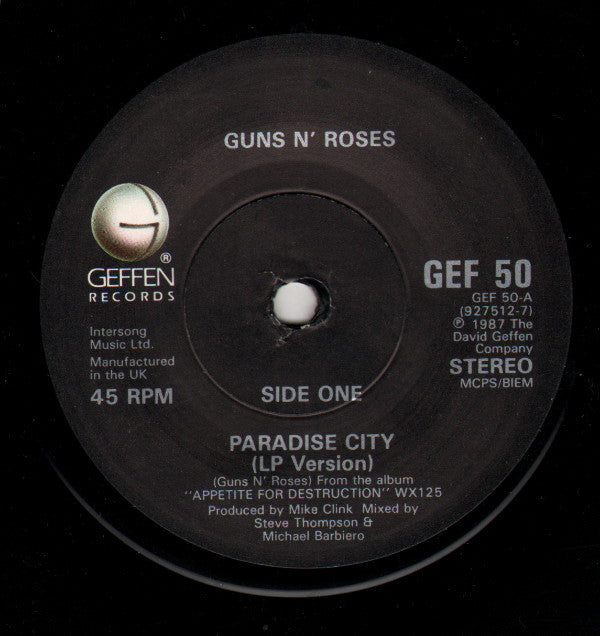 GUNS N' ROSES
G
®
GEFFEN
RECORDS
GEF 50
GEF 50-A
(927512-7)
℗ 1987 The
David Geffen
Company
STEREO
MCPS/BIEM
Intersong
Music Ltd.
Manufactured
in the UK
45 RPM
SIDE ONE
PARADISE CITY
(LP Version)
(Guns N' Roses) From the album
"APPETITE FOR DESTRUCTION" WX125
Produced by Mike Clink Mixed by
Steve Thompson &
Michael Barbiero